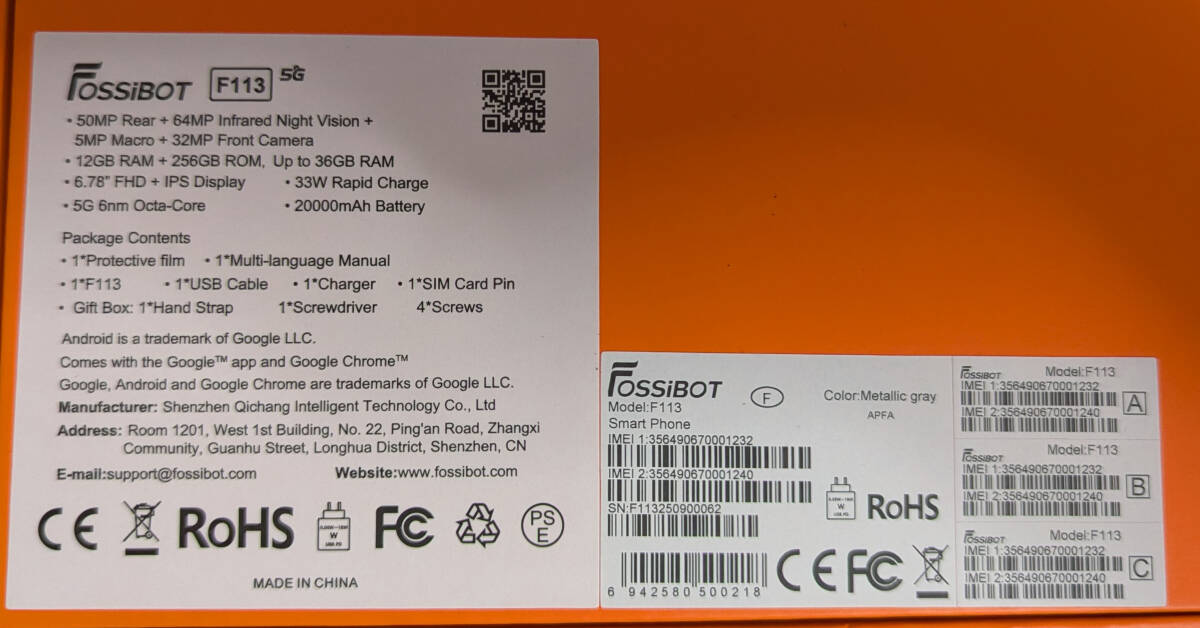 FOSSiBOT F113 5G
• 50MP Rear + 64MP Infrared Night Vision +
5MP Macro + 32MP Front Camera
• 12GB RAM + 256GB ROM, Up to 36GB RAM
• 6.78" FHD + IPS Display • 33W Rapid Charge
• 5G 6nm Octa-Core • 20000mAh Battery
Package Contents
• 1*Protective film • 1*Multi-language Manual
• 1*F113 • 1*USB Cable • 1*Charger • 1*SIM Card Pin
• Gift Box: 1*Hand Strap 1*Screwdriver 4*Screws
Android is a trademark of Google LLC.
Comes with the Google™ app and Google Chrome™
Google, Android and Google Chrome are trademarks of Google LLC.
Manufacturer: Shenzhen Qichang Intelligent Technology Co., Ltd
Address: Room 1201, West 1st Building, No. 22, Ping'an Road, Zhangxi
Community, Guanhu Street, Longhua District, Shenzhen, CN
E-mail:support@fossibot.com Website:www.fossibot.com
CE RoHS W FC PS E
MADE IN CHINA
FOSSiBOT F Color:Metallic gray
Model:F113 APFA
Smart Phone
IMEI 1:356490670001232
IMEI 2:356490670001240
SN:F113250900062
W RoHS
6 942580 500218 CE FC
FOSSiBOT Model:F113
IMEI 1:356490670001232
IMEI 2:356490670001240
A
FOSSiBOT Model:F113
IMEI 1:356490670001232
IMEI 2:356490670001240
B
FOSSiBOT Model:F113
IMEI 1:356490670001232
IMEI 2:356490670001240
C